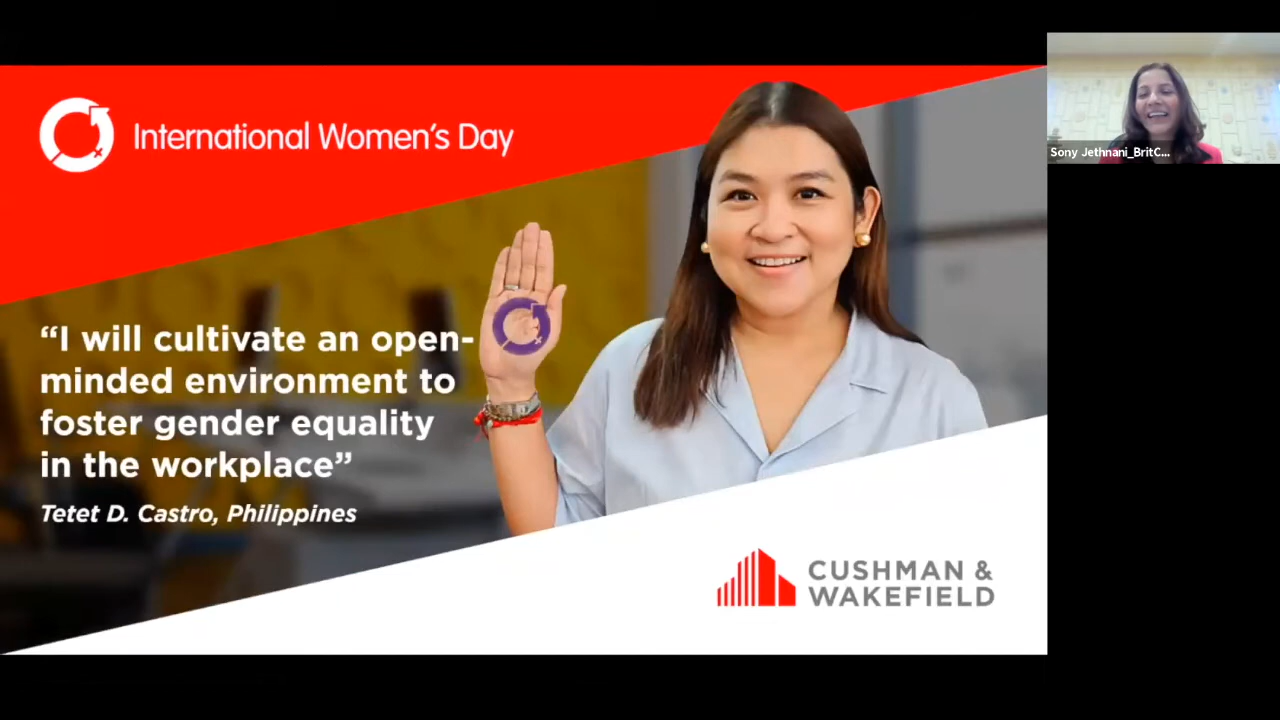 International Women's Day
“I will cultivate an open-
minded environment to
foster gender equality
in the workplace”
Tetet D. Castro, Philippines
CUSHMAN &
WAKEFIELD
Sony Jethnani_BritC...